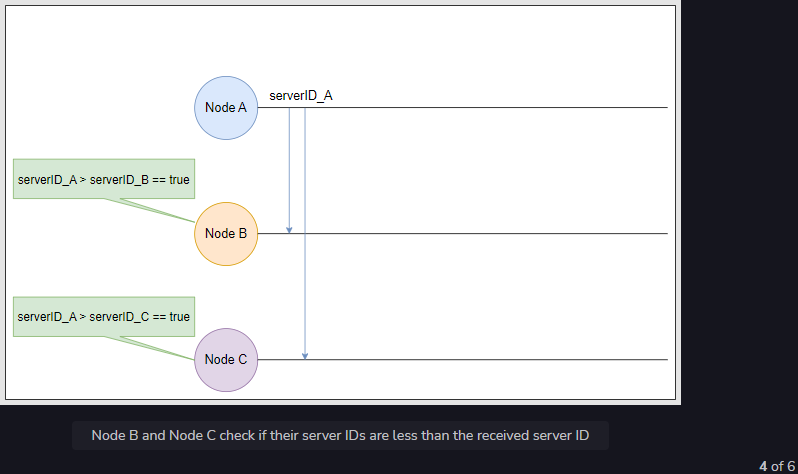 serverID_A
Node A
serverID_A > serverID_B == true
Node B
serverID_A > serverID_C == true
Node C
Node B and Node C check if their server IDs are less than the received server ID
4 of 6